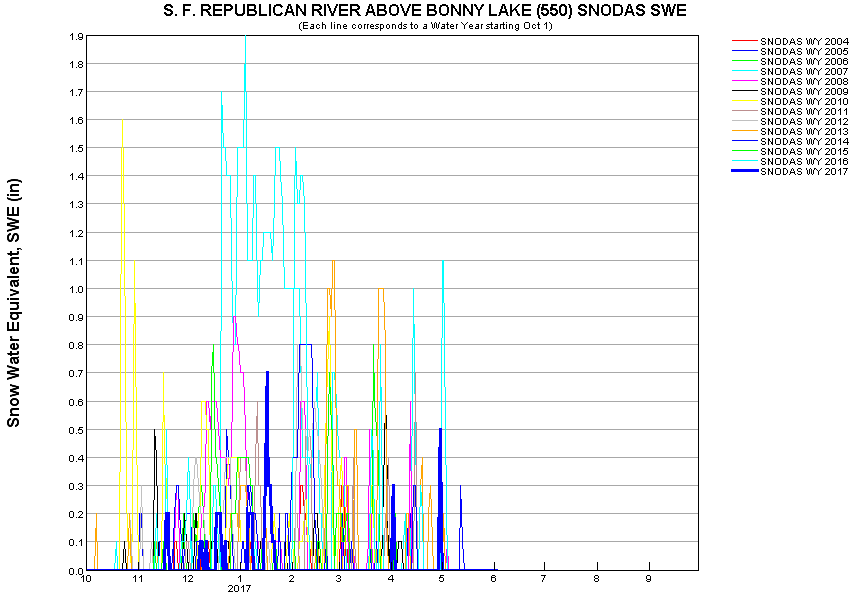 S. F. REPUBLICAN RIVER ABOVE BONNY LAKE (550) SNODAS SWE
(Each line corresponds to a Water Year starting Oct 1)
Snow Water Equivalent, SWE (in)
1.9
1.8
1.7
1.6
1.5
1.4
1.3
1.2
1.1
1.0
0.9
0.8
0.7
0.6
0.5
0.4
0.3
0.2
0.1
0.0
10 11 12 1 2 3 4 5 6 7 8 9
2017
SNODAS WY 2004
SNODAS WY 2005
SNODAS WY 2006
SNODAS WY 2007
SNODAS WY 2008
SNODAS WY 2009
SNODAS WY 2010
SNODAS WY 2011
SNODAS WY 2012
SNODAS WY 2013
SNODAS WY 2014
SNODAS WY 2015
SNODAS WY 2016
SNODAS WY 2017